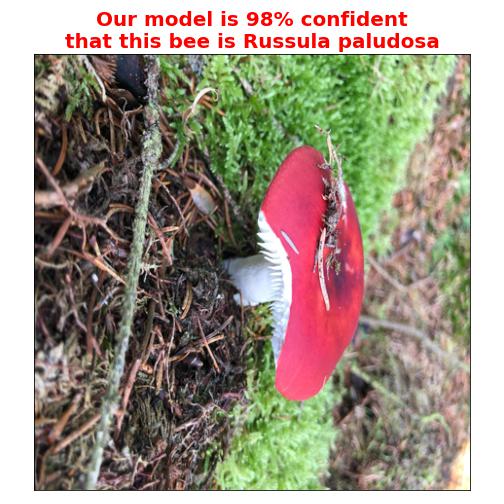 Our model is 98% confident
that this bee is Russula paludosa